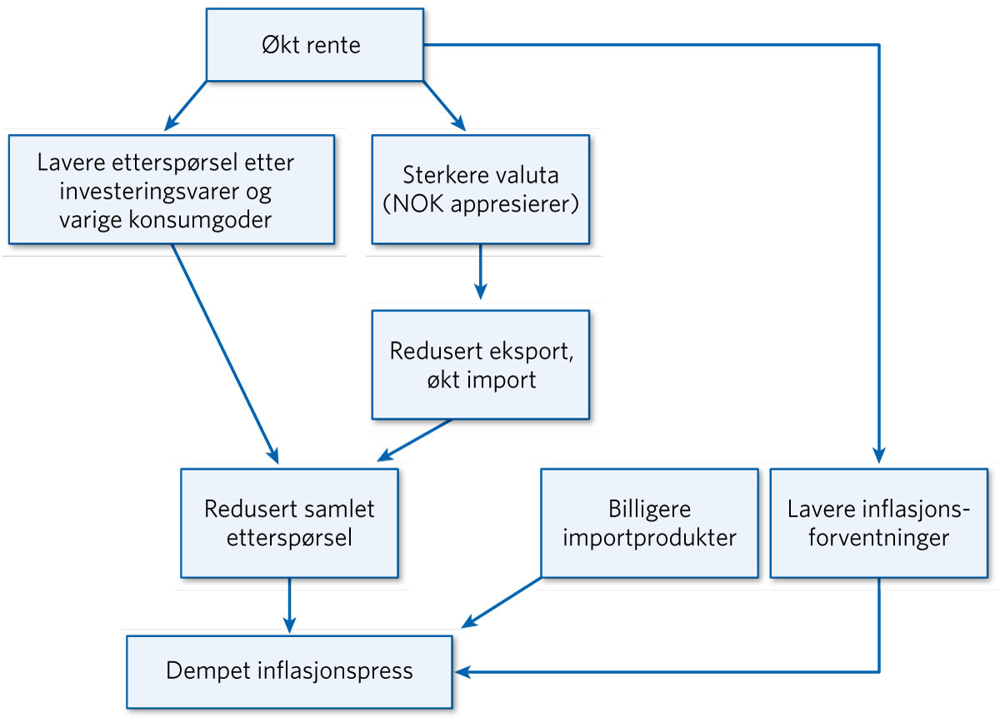 Økt rente
Lavere etterspørsel etter
investeringsvarer og
varige konsumgoder
Sterkere valuta
(NOK appresierer)
Redusert eksport,
økt import
Redusert samlet
etterspørsel
Billigere
importprodukter
Lavere inflasjons-
forventninger
Dempet inflasjonspress